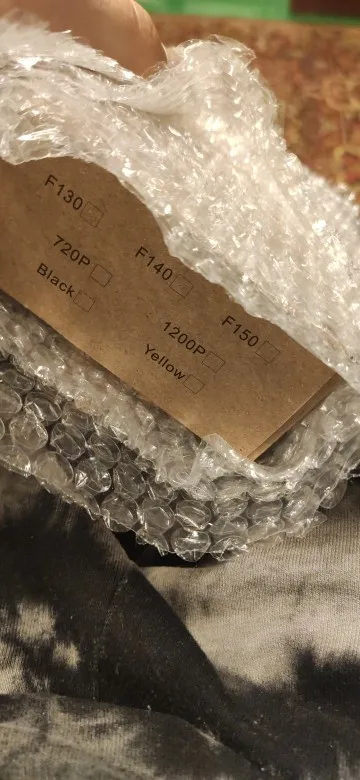 F130☐ F140☐ F150☐
720P☐ 1200P☐
Black☐ Yellow☐